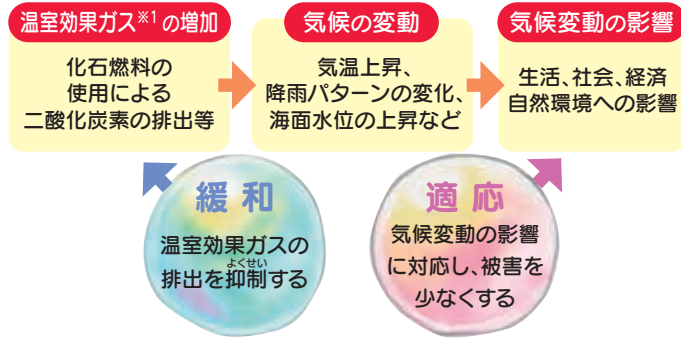 温室効果ガス※1の増加
化石燃料の
使用による
二酸化炭素の排出等
気候の変動
気温上昇、
降雨パターンの変化、
海面水位の上昇など
気候変動の影響
生活、社会、経済
自然環境への影響
緩和
温室効果ガスの
よくせい
排出を抑制する
適応
気候変動の影響
に対応し、被害を
少なくする